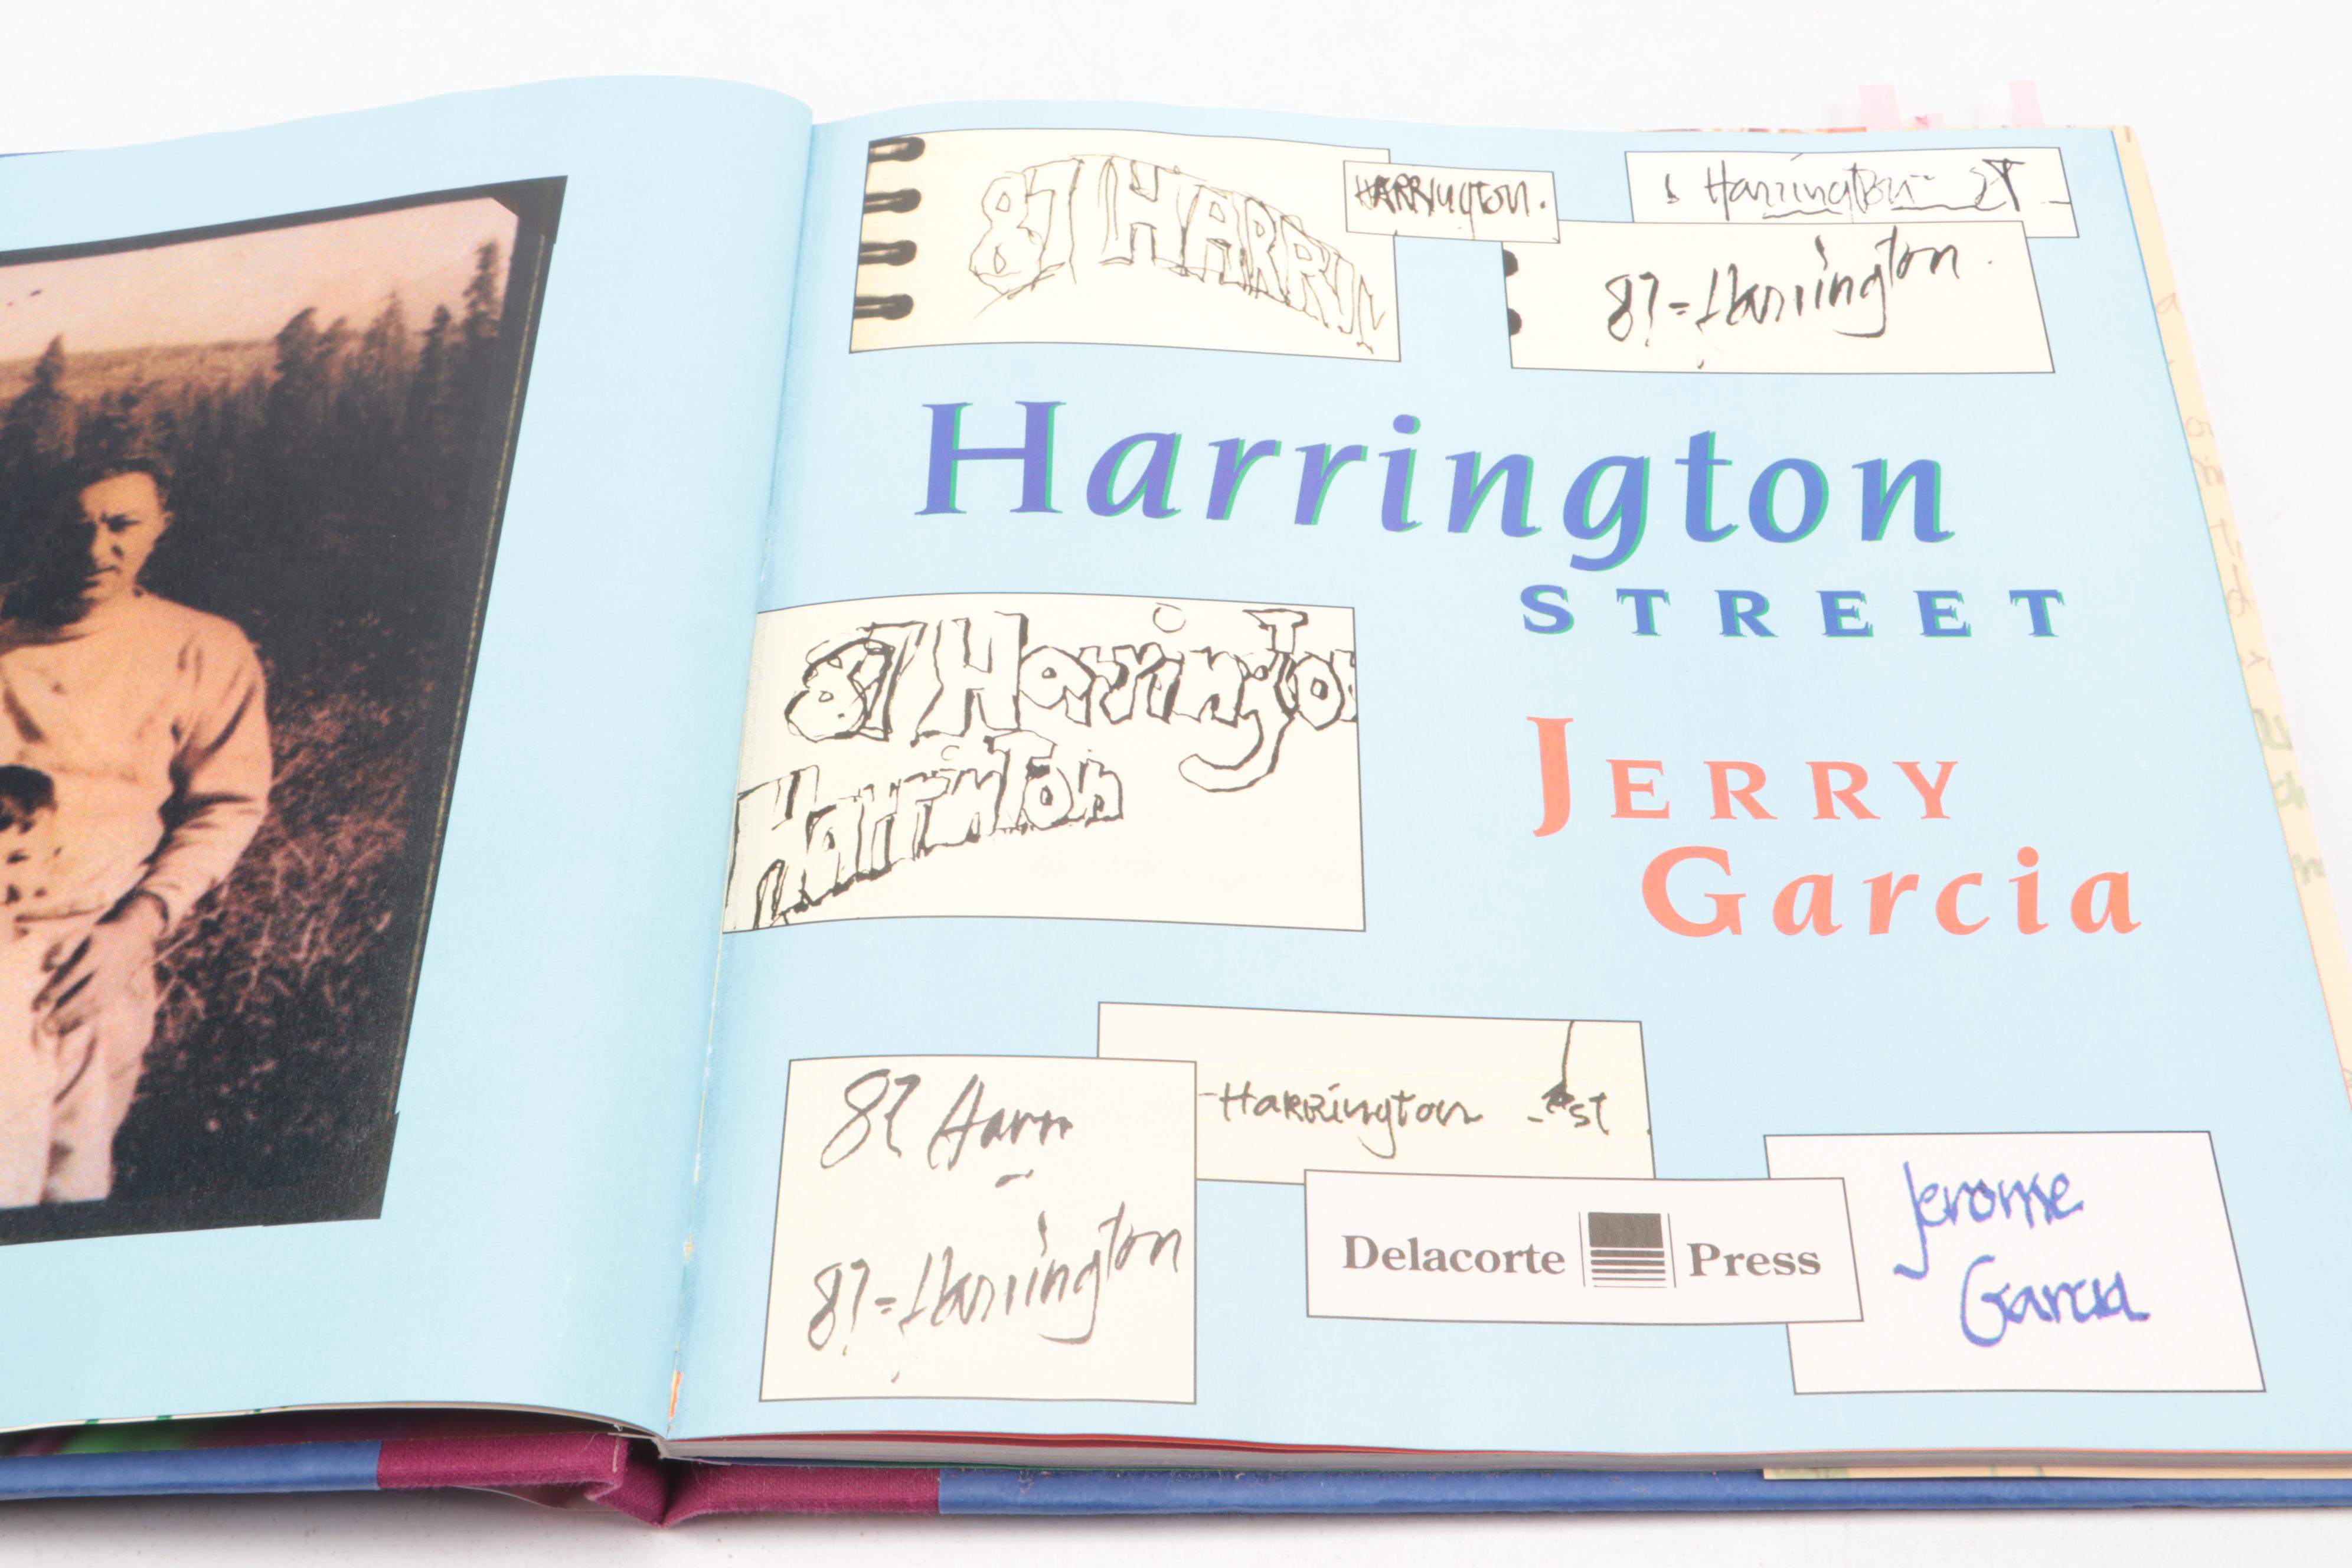 87 HARRIN
HARRINGTON.
Harrington ST
87 - Harrington
Harrington
STREET
87 Harrington
Harrinton
JERRY
Garcia
Harrington St
87 Harr
87 - Harrington
Delacorte Press
Jerome
Garcia